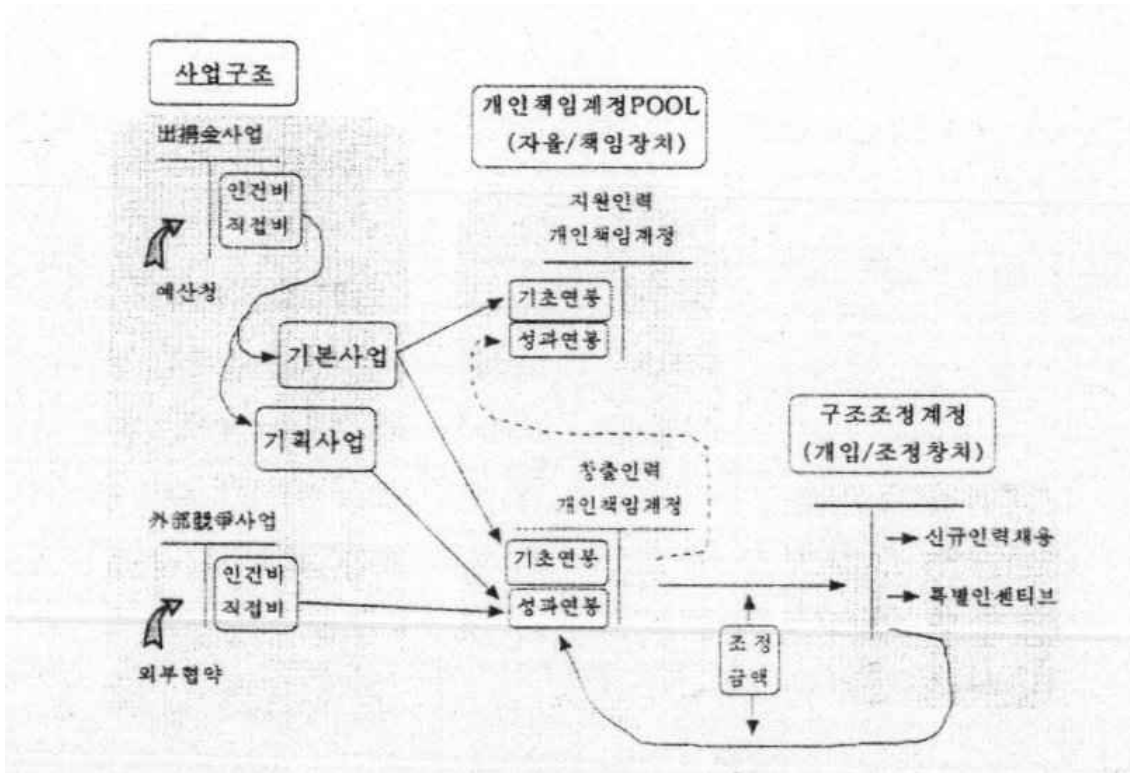 사업구조
出捐金사업
인건비
직접비
예산청
기본사업
기획사업
外部競爭사업
인건비
직접비
외부협약
개인책임계정POOL
(자율/책임장치)
지원인력
개인책임계정
기초연봉
성과연봉
창출인력
개인책임계정
기초연봉
성과연봉
조정
금액
구조조정계정
(개입/조정장치)
신규인력채용
특별인센티브